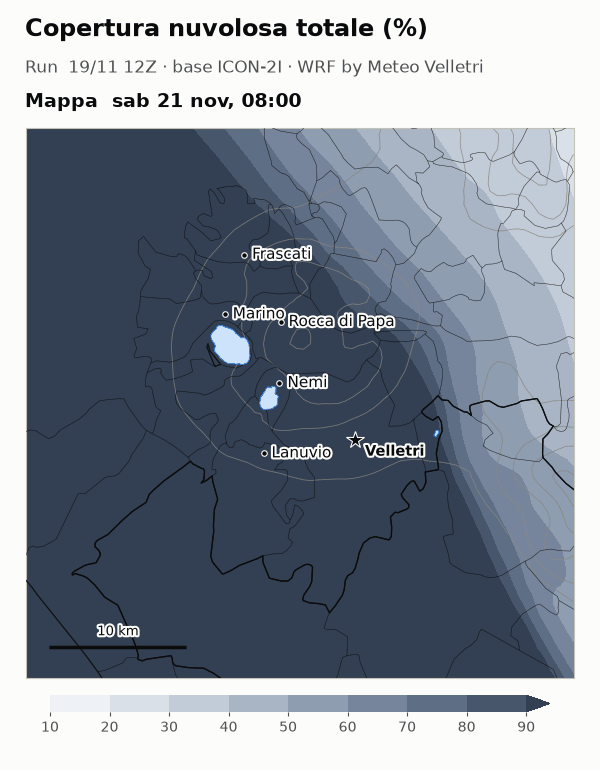 Copertura nuvolosa totale (%)
Run  19/11 12Z · base ICON-2I · WRF by Meteo Velletri
Mappa  sab 21 nov, 08:00
Frascati
Marino
Rocca di Papa
Nemi
Velletri
Lanuvio
10 km
10 20 30 40 50 60 70 80 90